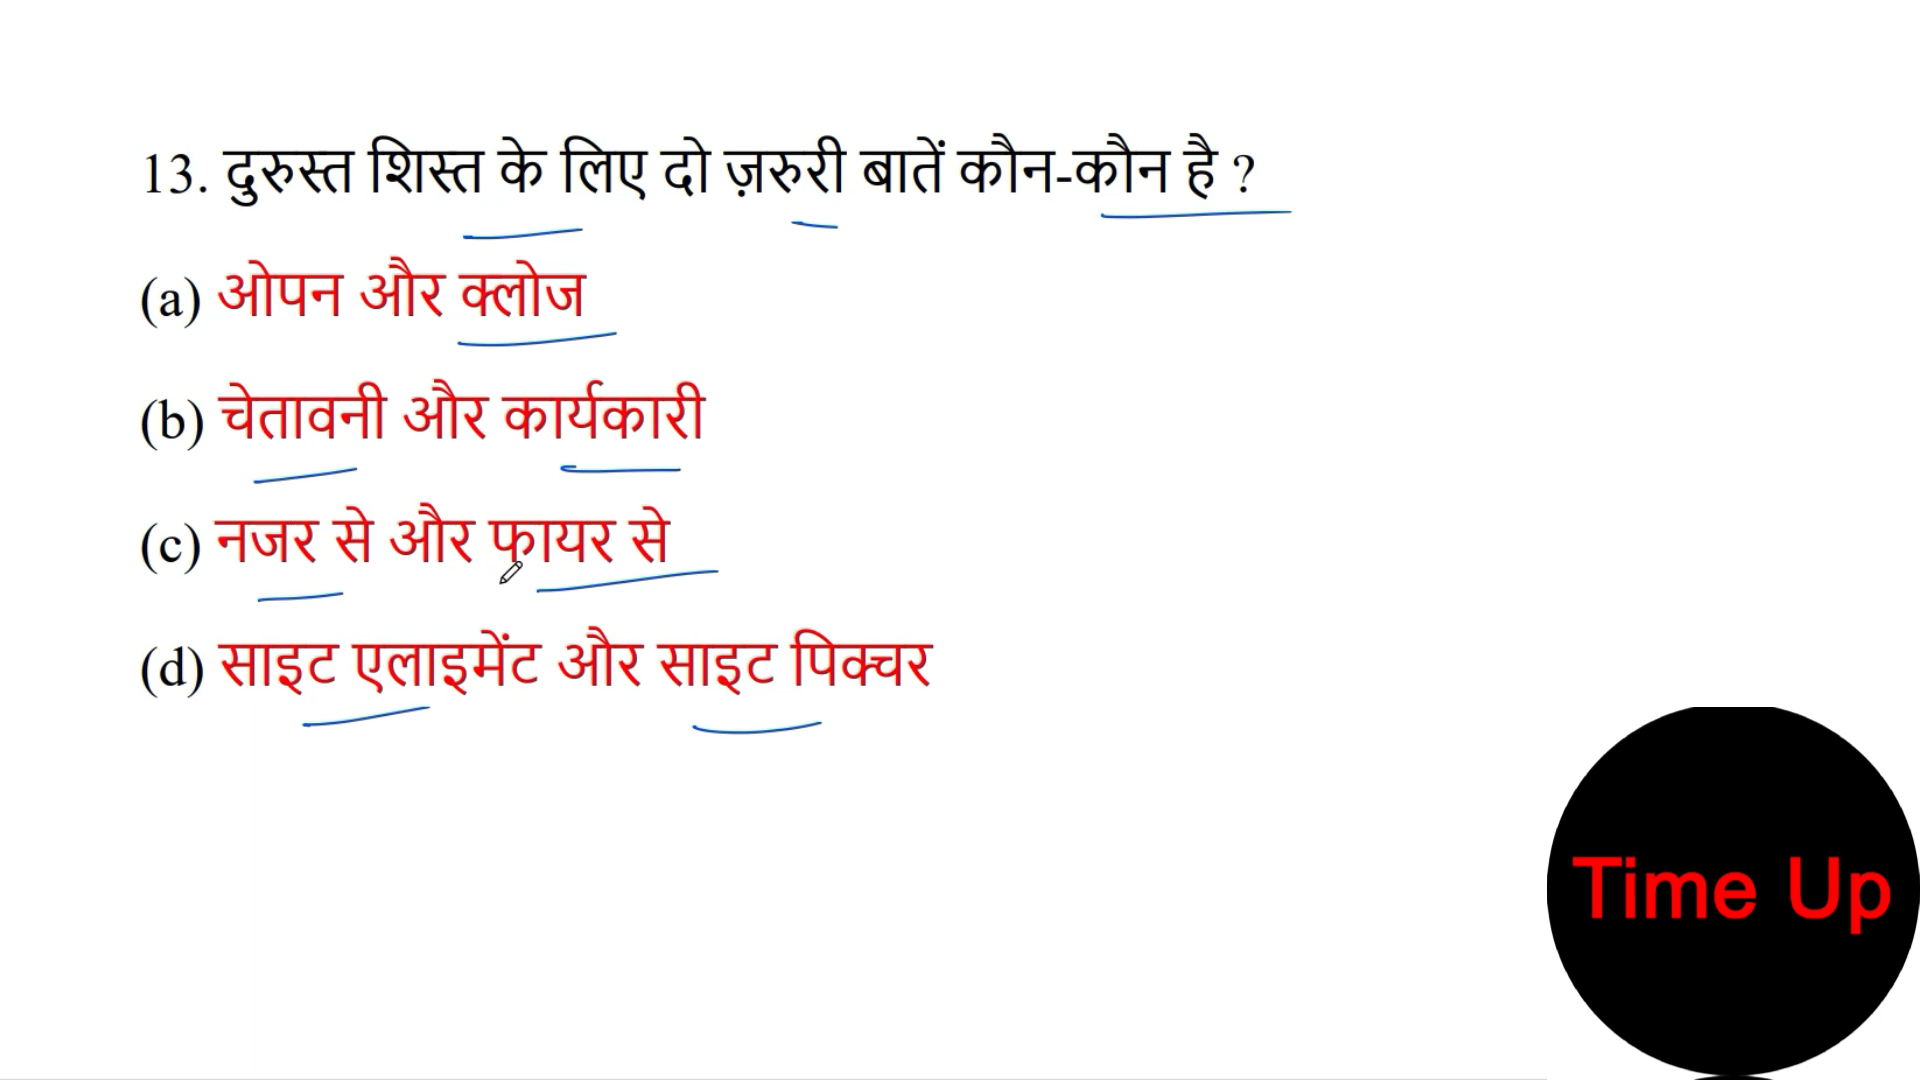 13. दुरुस्त शिस्त के लिए दो ज़रुरी बातें कौन-कौन है ?
(a) ओपन और क्लोज
(b) चेतावनी और कार्यकारी
(c) नजर से और फायर से
(d) साइट एलाइमेंट और साइट पिक्चर
Time Up